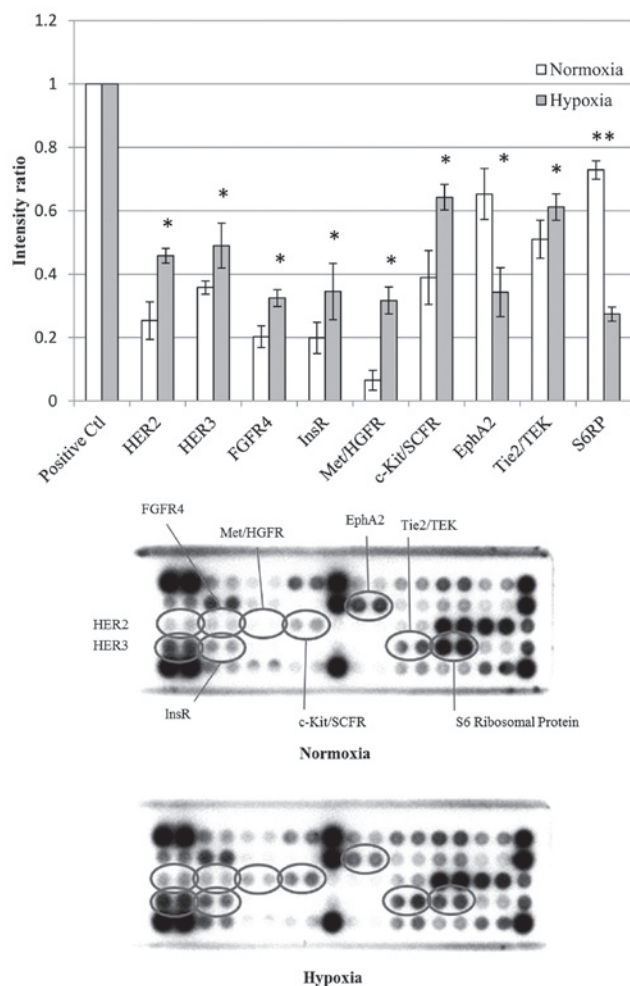 1.2
1
0.8
0.6
0.4
0.2
0
Intensity ratio
Normoxia
Hypoxia
*
*
*
*
*
*
*
*
**
Positive Ctl
HER2
HER3
FGFR4
InsR
Met/HGFR
c-Kit/SCFR
EphA2
Tie2/TEK
S6RP
FGFR4
Met/HGFR
EphA2
Tie2/TEK
HER2
HER3
InsR
c-Kit/SCFR
S6 Ribosomal Protein
Normoxia
Hypoxia